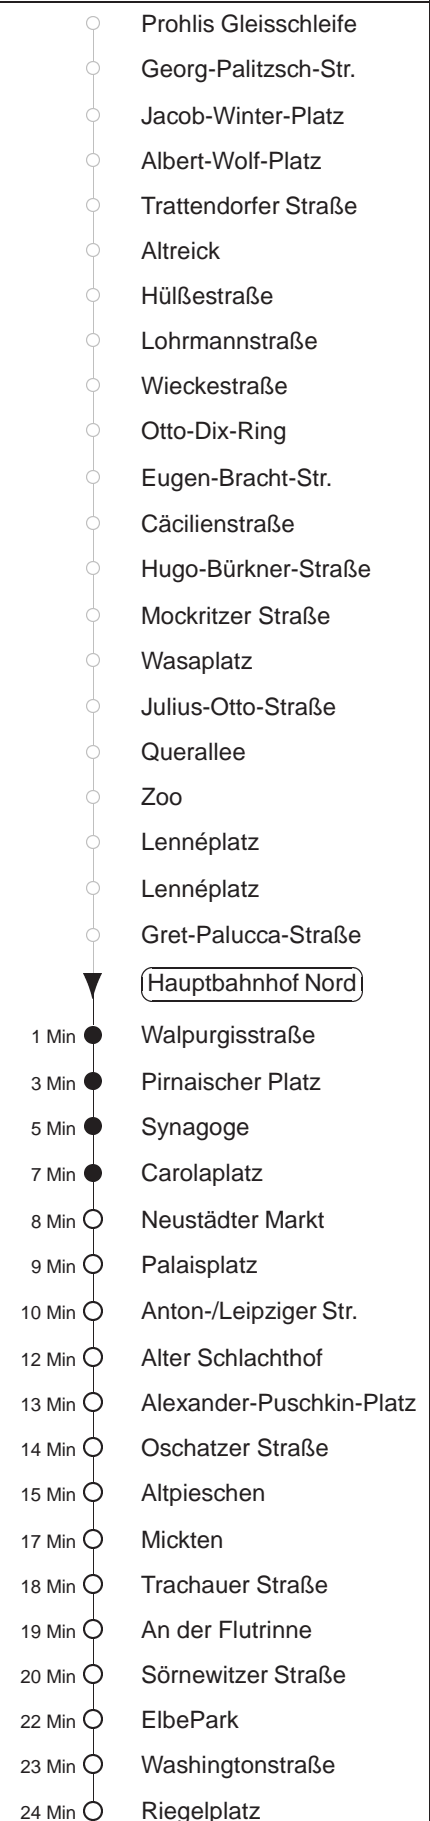 Prohlis Gleisschleife
Georg-Palitzsch-Str.
Jacob-Winter-Platz
Albert-Wolf-Platz
Trattendorfer Straße
Altreick
Hülßestraße
Lohrmannstraße
Wieckestraße
Otto-Dix-Ring
Eugen-Bracht-Str.
Cäcilienstraße
Hugo-Bürkner-Straße
Mockritzer Straße
Wasaplatz
Julius-Otto-Straße
Querallee
Zoo
Lennéplatz
Lennéplatz
Gret-Palucca-Straße
Hauptbahnhof Nord
1 Min Walpurgisstraße
3 Min Pirnaischer Platz
5 Min Synagoge
7 Min Carolaplatz
8 Min Neustädter Markt
9 Min Palaisplatz
10 Min Anton-/Leipziger Str.
12 Min Alter Schlachthof
13 Min Alexander-Puschkin-Platz
14 Min Oschatzer Straße
15 Min Altpieschen
17 Min Mickten
18 Min Trachauer Straße
19 Min An der Flutrinne
20 Min Sörnewitzer Straße
22 Min ElbePark
23 Min Washingtonstraße
24 Min Riegelplatz